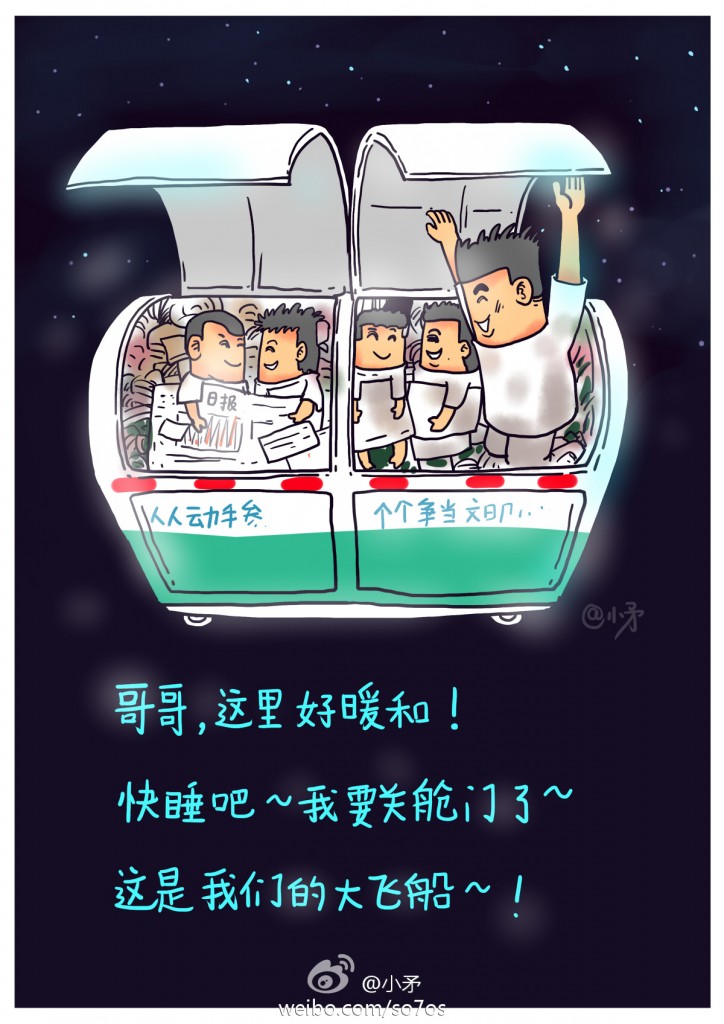 日报
人人动手参
个个争当文明
@小矛
哥哥,这里好暖和!
快睡吧~我要关舱门了~
这是我们的大飞船~!
@小矛
weibo.com/so7os